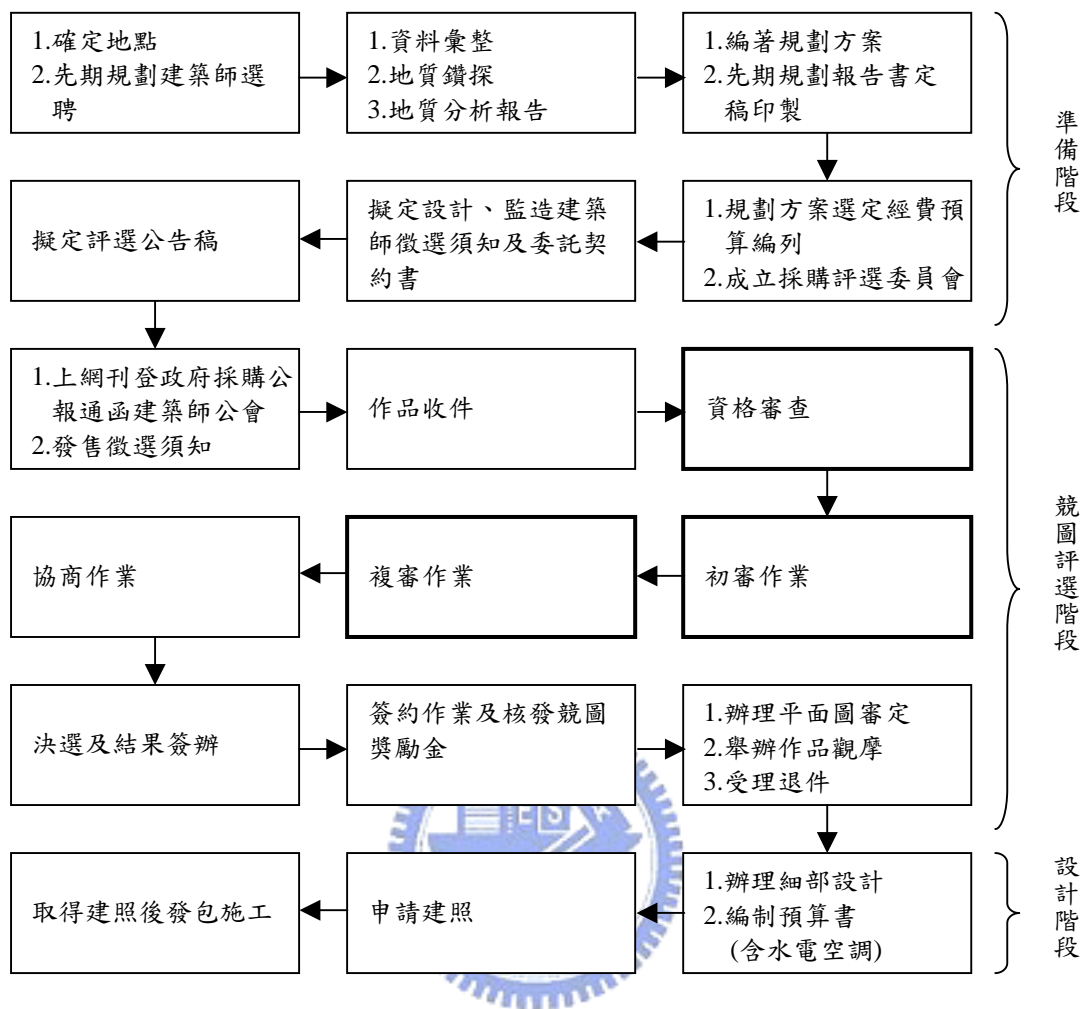 1.確定地點
2.先期規劃建築師選
聘
1.資料彙整
2.地質鑽探
3.地质分析報告
1.編著規劃方案
2.先期規劃報告書定
稿印製
準備階段
1.規劃方案選定經費預
算編列
2.成立採購評選委員會
擬定設計、監造建築
師徵選須知及委託契
約書
擬定評選公告稿
1.上網刊登政府採購公
報通函建築師公會
2.發售徵選須知
作品收件
資格審查
競圖評選階段
初審作業
複審作業
協商作業
決選及結果簽辦
簽約作業及核發競圖
獎勵金
1.辦理平面圖審定
2.舉辦作品觀摩
3.受理退件
1.辦理細部設計
2.編制預算書
(含水電空調)
設計階段
申請建照
取得建照後發包施工